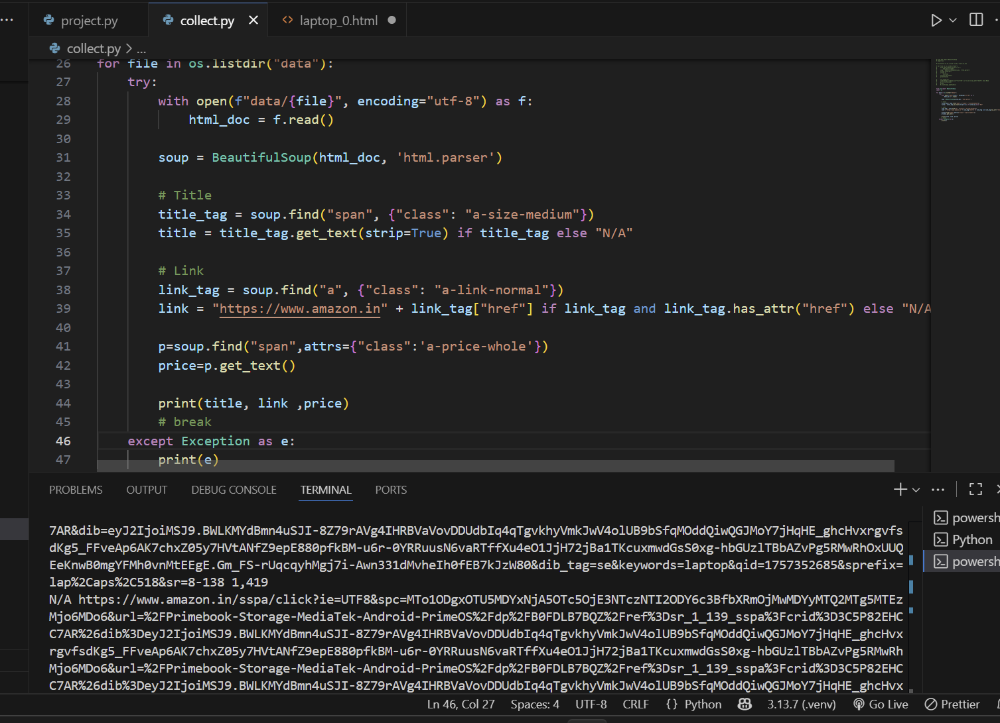 project.py
collect.py
laptop_0.html
collect.py > ...
26 for file in os.listdir("data"):
27 try:
28 with open(f"data/{file}", encoding="utf-8") as f:
29 html_doc = f.read()
30
31 soup = BeautifulSoup(html_doc, 'html.parser')
32
33 # Title
34 title_tag = soup.find("span", {"class": "a-size-medium"})
35 title = title_tag.get_text(strip=True) if title_tag else "N/A"
36
37 # Link
38 link_tag = soup.find("a", {"class": "a-link-normal"})
39 link = "https://www.amazon.in" + link_tag["href"] if link_tag and link_tag.has_attr("href") else "N/A
40
41 p=soup.find("span",attrs={"class":'a-price-whole'})
42 price=p.get_text()
43
44 print(title, link ,price)
45 # break
46 except Exception as e:
47 print(e)
PROBLEMS OUTPUT DEBUG CONSOLE TERMINAL PORTS
7AR&dib=eyJ2IjoiMSJ9.BWLKMYdBmn4uSJI-8Z79rAVg4IHRBVaVovDDUdbIq4qTgvkhyVmkJwV4olUB9bSfqMOddQiwQGJMoY7jHqHE_ghcHvxrgvfs
dKg5_FFveAp6AK7chxZ05y7HVtANfZ9epE880pfkBM-u6r-0YRRuusN6vaRTffXu4eO1JjH72jBa1TKcuxmwdGsS0xg-hbGUzlTBbAZvPg5RMwRhOxUUQ
EeKnwB0mgYFMh0vnMtEEgE.Gm_FS-rUqcqyhMgj7i-Awn331dMvheIh0fEB7kJzW80&dib_tag=se&keywords=laptop&qid=1757352685&sprefix=
lap%2Caps%2C518&sr=8-138 1,419
N/A https://www.amazon.in/sspa/click?ie=UTF8&spc=MTo1ODgxOTU5MDYxNjA5OTc5OjE3NTczNTI2ODY6c3BfbXRmOjMwMDYyMTQ2MTg5MTEz
Mjo6MDo6&url=%2FPrimebook-Storage-MediaTek-Android-PrimeOS%2Fdp%2FB0FDLB7BQZ%2Fref%3Dsr_1_139_sspa%3Fcrid%3D3C5P82EHC
C7AR%26dib%3DeyJ2IjoiMSJ9.BWLKMYdBmn4uSJI-8Z79rAVg4IHRBVaVovDDUdbIq4qTgvkhyVmkJwV4olUB9bSfqMOddQiwQGJMoY7jHqHE_ghcHvx
rgvfsdKg5_FFveAp6AK7chxZ05y7HVtANfZ9epE880pfkBM-u6r-0YRRuusN6vaRTffXu4eO1JjH72jBa1TKcuxmwdGsS0xg-hbGUzlTBbAZvPg5RMwRh
Mjo6MDo6&url=%2FPrimebook-Storage-MediaTek-Android-PrimeOS%2Fdp%2FB0FDLB7BQZ%2Fref%3Dsr_1_139_sspa%3Fcrid%3D3C5P82EHC
C7AR%26dib%3DeyJ2IjoiMSJ9.BWLKMYdBmn4uSJI-8Z79rAVg4IHRBVaVovDDUdbIq4qTgvkhyVmkJwV4olUB9bSfqMOddQiwQGJMoY7jHqHE_ghcHvx
powersh
Python
powersh
Ln 46, Col 27 Spaces: 4 UTF-8 CRLF {} Python 3.13.7 (.venv) Go Live Prettier